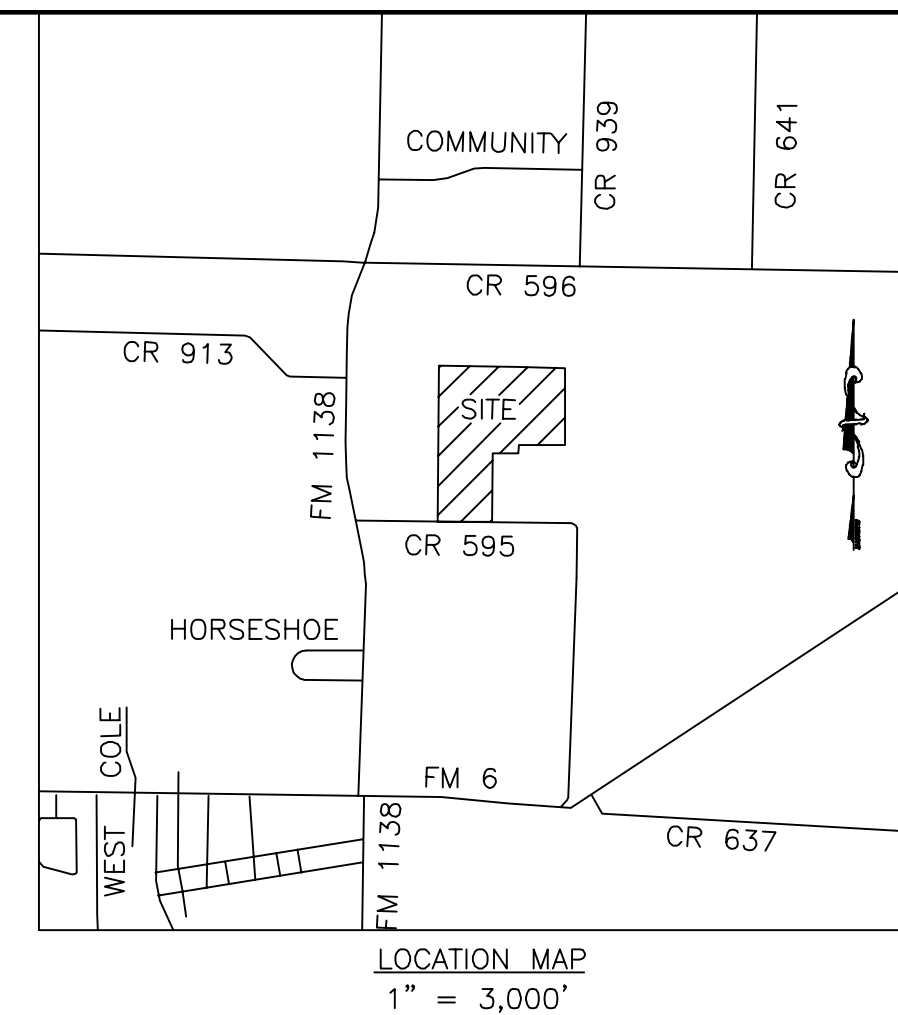 COMMUNITY
CR 939
CR 641
CR 596
CR 913
FM 1138
SITE
CR 595
HORSESHOE
COLE
FM 6
WEST
FM 1138
CR 637
LOCATION MAP
1" = 3,000'